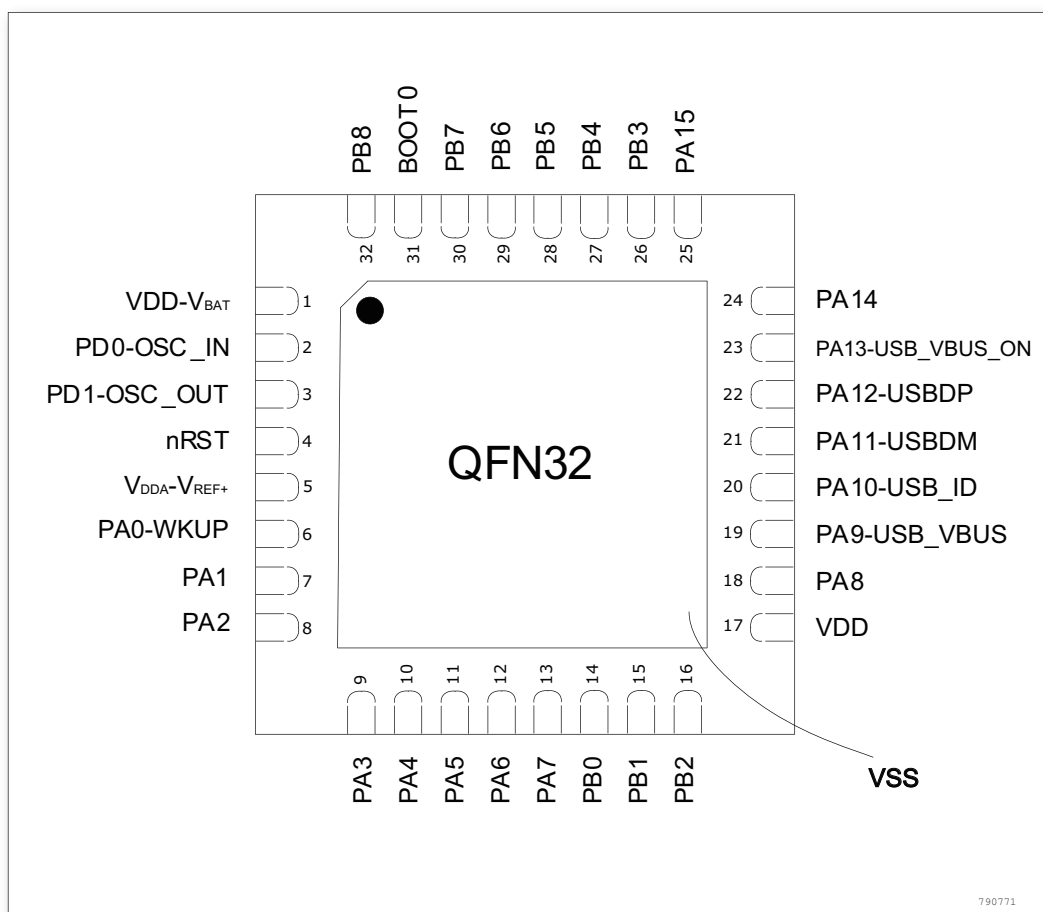 PB8
BOOT0
PB7
PB6
PB5
PB4
PB3
PA15
32
31
30
29
28
27
26
25
VDD-VBAT
1
PD0-OSC_IN
2
PD1-OSC_OUT
3
nRST
4
VDDA-VREF+
5
PA0-WKUP
6
PA1
7
PA2
8
QFN32
24
PA14
23
PA13-USB_VBUS_ON
22
PA12-USBDP
21
PA11-USBDM
20
PA10-USB_ID
19
PA9-USB_VBUS
18
PA8
17
VDD
9
10
11
12
13
14
15
16
PA3
PA4
PA5
PA6
PA7
PB0
PB1
PB2
VSS
790771